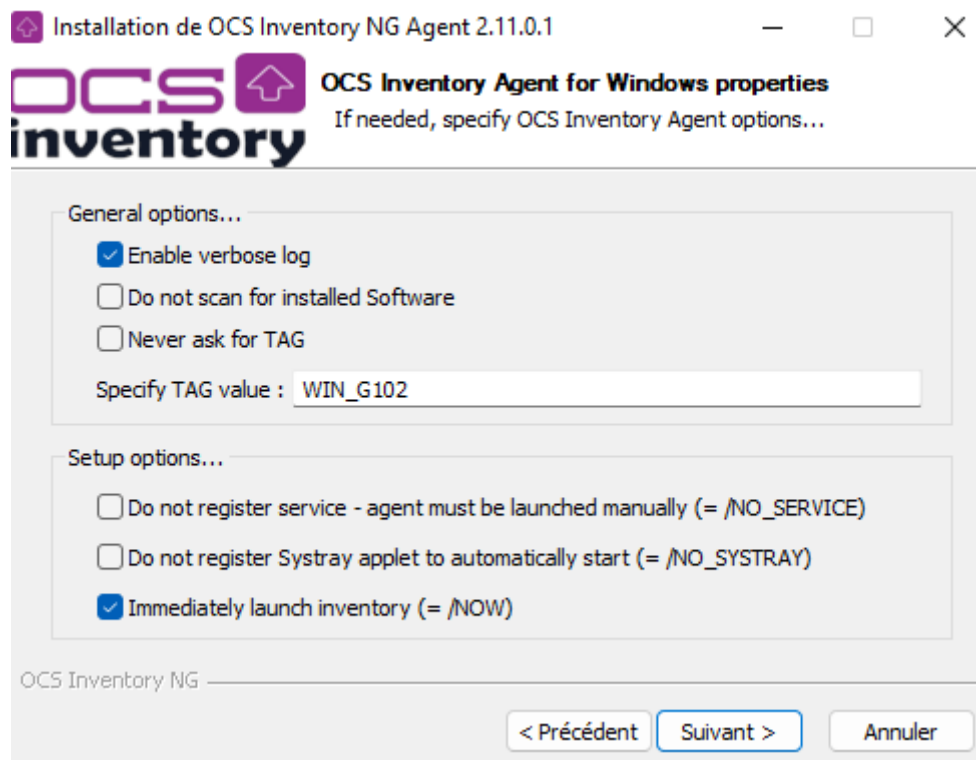 Installation de OCS Inventory NG Agent 2.11.0.1
OCS
inventory
OCS Inventory Agent for Windows properties
If needed, specify OCS Inventory Agent options...
General options...
Enable verbose log
Do not scan for installed Software
Never ask for TAG
Specify TAG value : WIN_G102
Setup options...
Do not register service - agent must be launched manually (= /NO_SERVICE)
Do not register Systray applet to automatically start (= /NO_SYSTRAY)
Immediately launch inventory (= /NOW)
OCS Inventory NG
< Précédent Suivant > Annuler